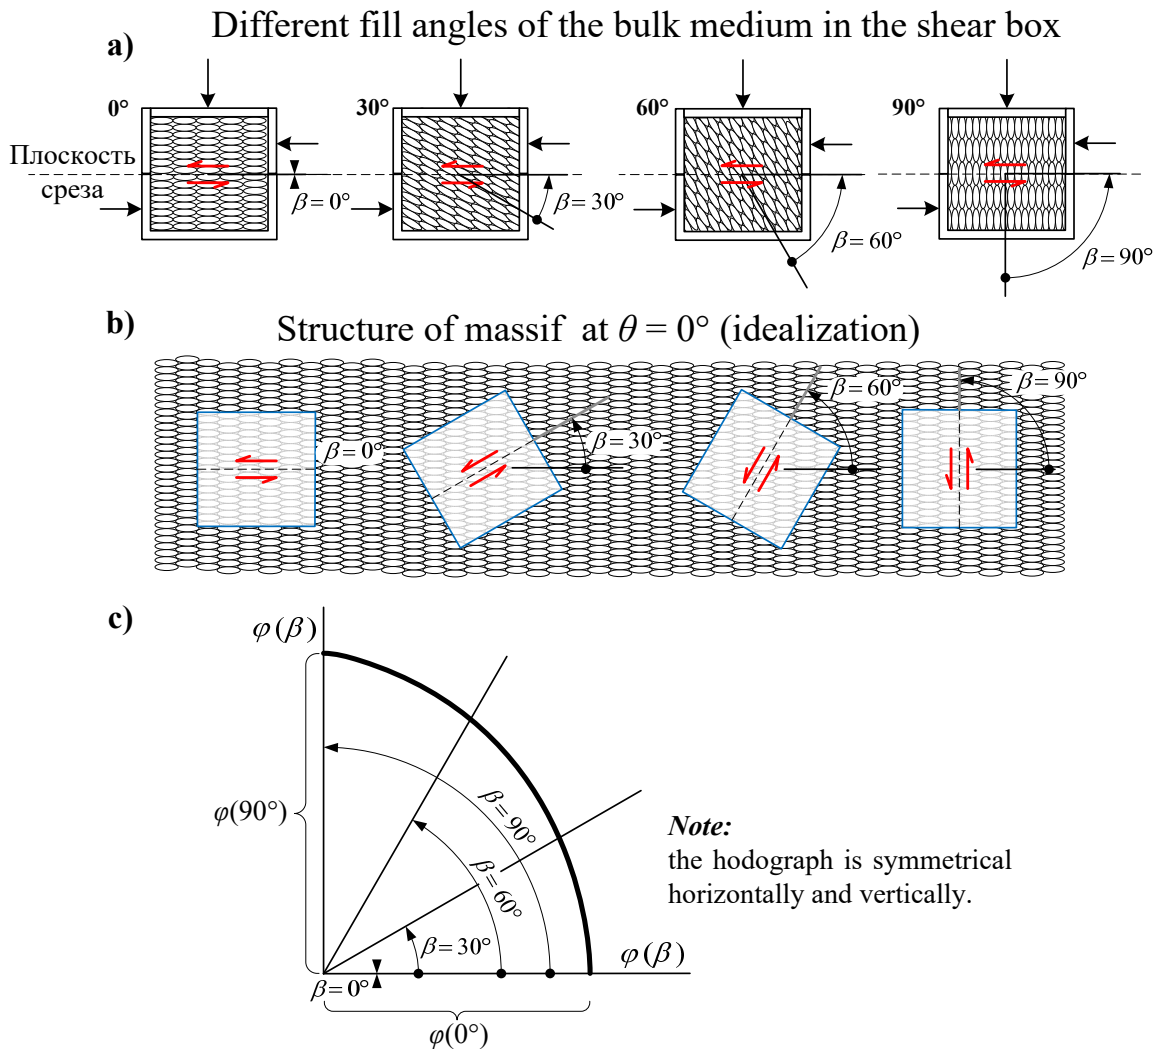 Different fill angles of the bulk medium in the shear box
a)
0°
30°
60°
90°
Плоскость
среза
β = 0°
β = 30°
β = 60°
β = 90°
b)
Structure of massif at θ = 0° (idealization)
β = 0°
β = 30°
β = 60°
β = 90°
c)
φ(β)
φ(90°)
β = 90°
β = 60°
β = 30°
β = 0°
φ(β)
φ(0°)
Note:
the hodograph is symmetrical
horizontally and vertically.